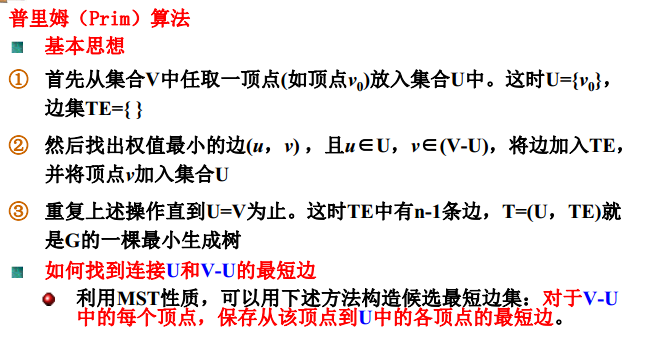 普里姆（Prim）算法
基本思想
① 首先从集合V中任取一顶点(如顶点v0)放入集合U中。这时U={v0}，
边集TE={ }
② 然后找出权值最小的边(u，v)，且u∈U，v∈(V-U)，将边加入TE，
并将顶点v加入集合U
③ 重复上述操作直到U=V为止。这时TE中有n-1条边，T=(U，TE)就
是G的一棵最小生成树
如何找到连接U和V-U的最短边
利用MST性质，可以用下述方法构造候选最短边集：对于V-U
中的每个顶点，保存从该顶点到U中的各顶点的最短边。